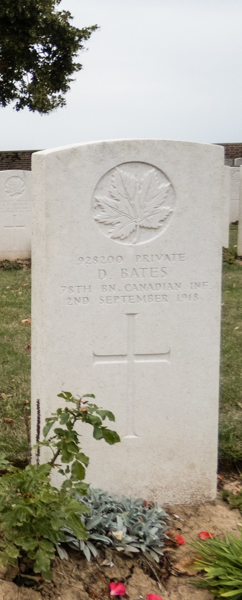 928200 PRIVATE
D. BATES
78TH BN. CANADIAN INF
2ND SEPTEMBER 1918